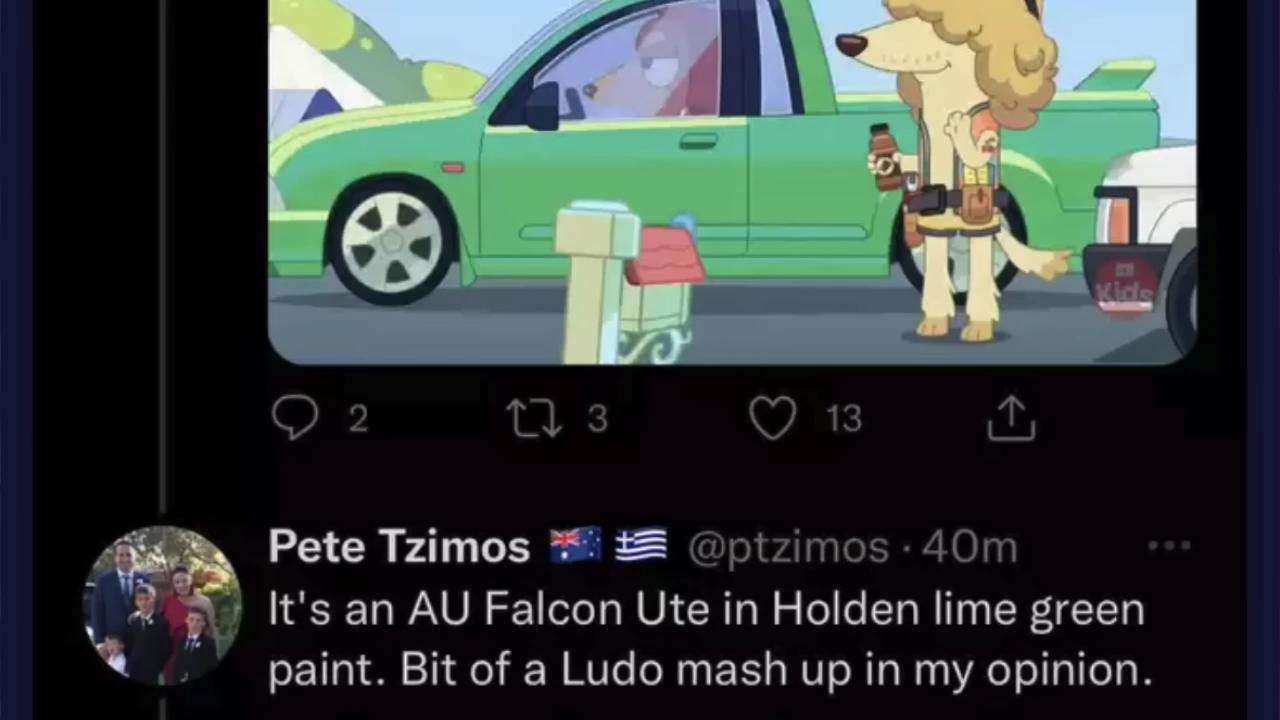 Kids
2 3 13
Pete Tzimos 🇦🇺 🇬🇷 @ptzimos · 40m
It's an AU Falcon Ute in Holden lime green
paint. Bit of a Ludo mash up in my opinion.